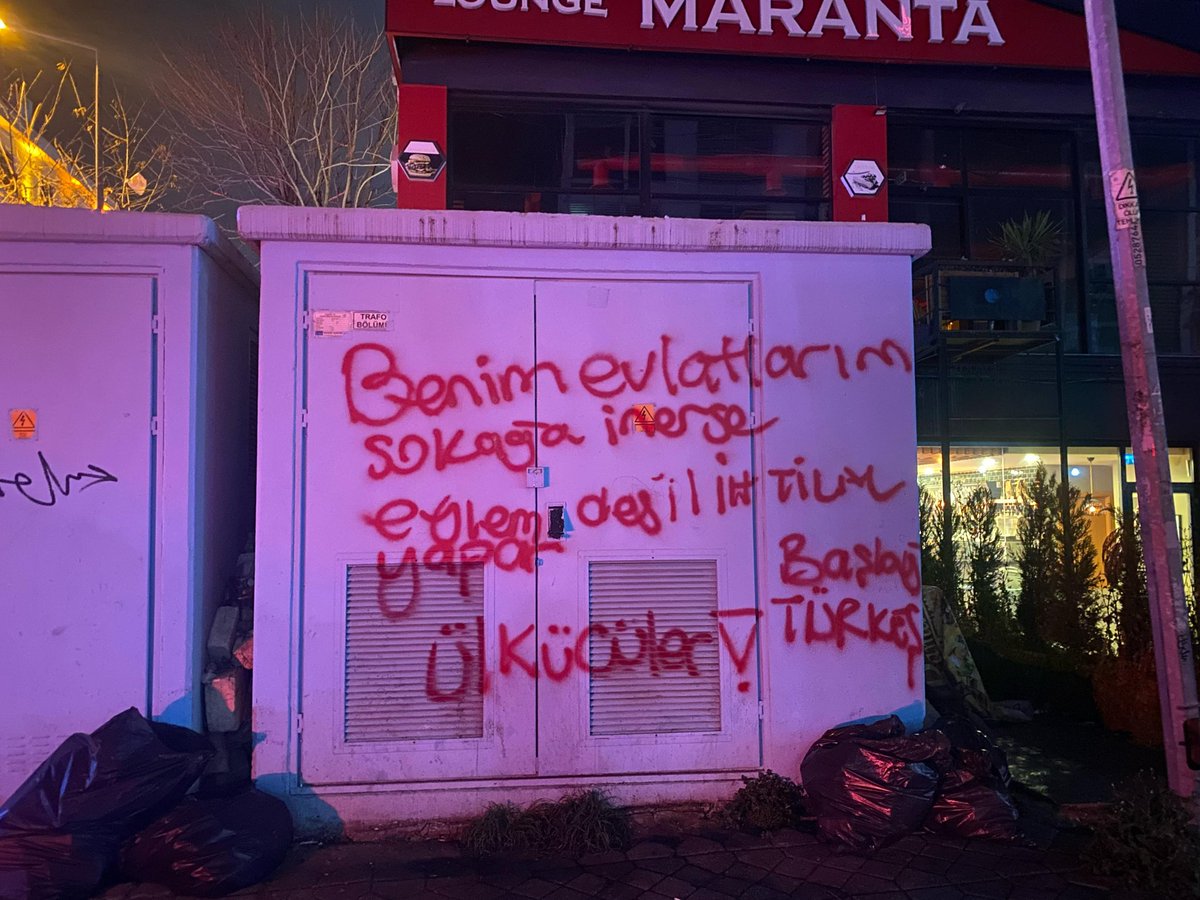 LOUNGE MARANTA
TRAFO
BÖLÜMÜ
Benim evlatlarım
sokağa inerse
eylem değil ihtilal
yapar
Başbuğ
ÜLKÜCÜler TÜRKEŞ